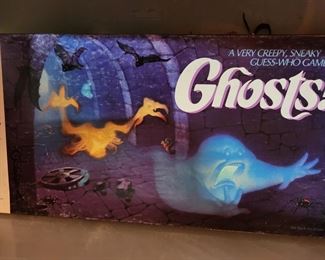 A VERY CREEPY, SNEAKY
GUESS-WHO GAME
Ghosts!